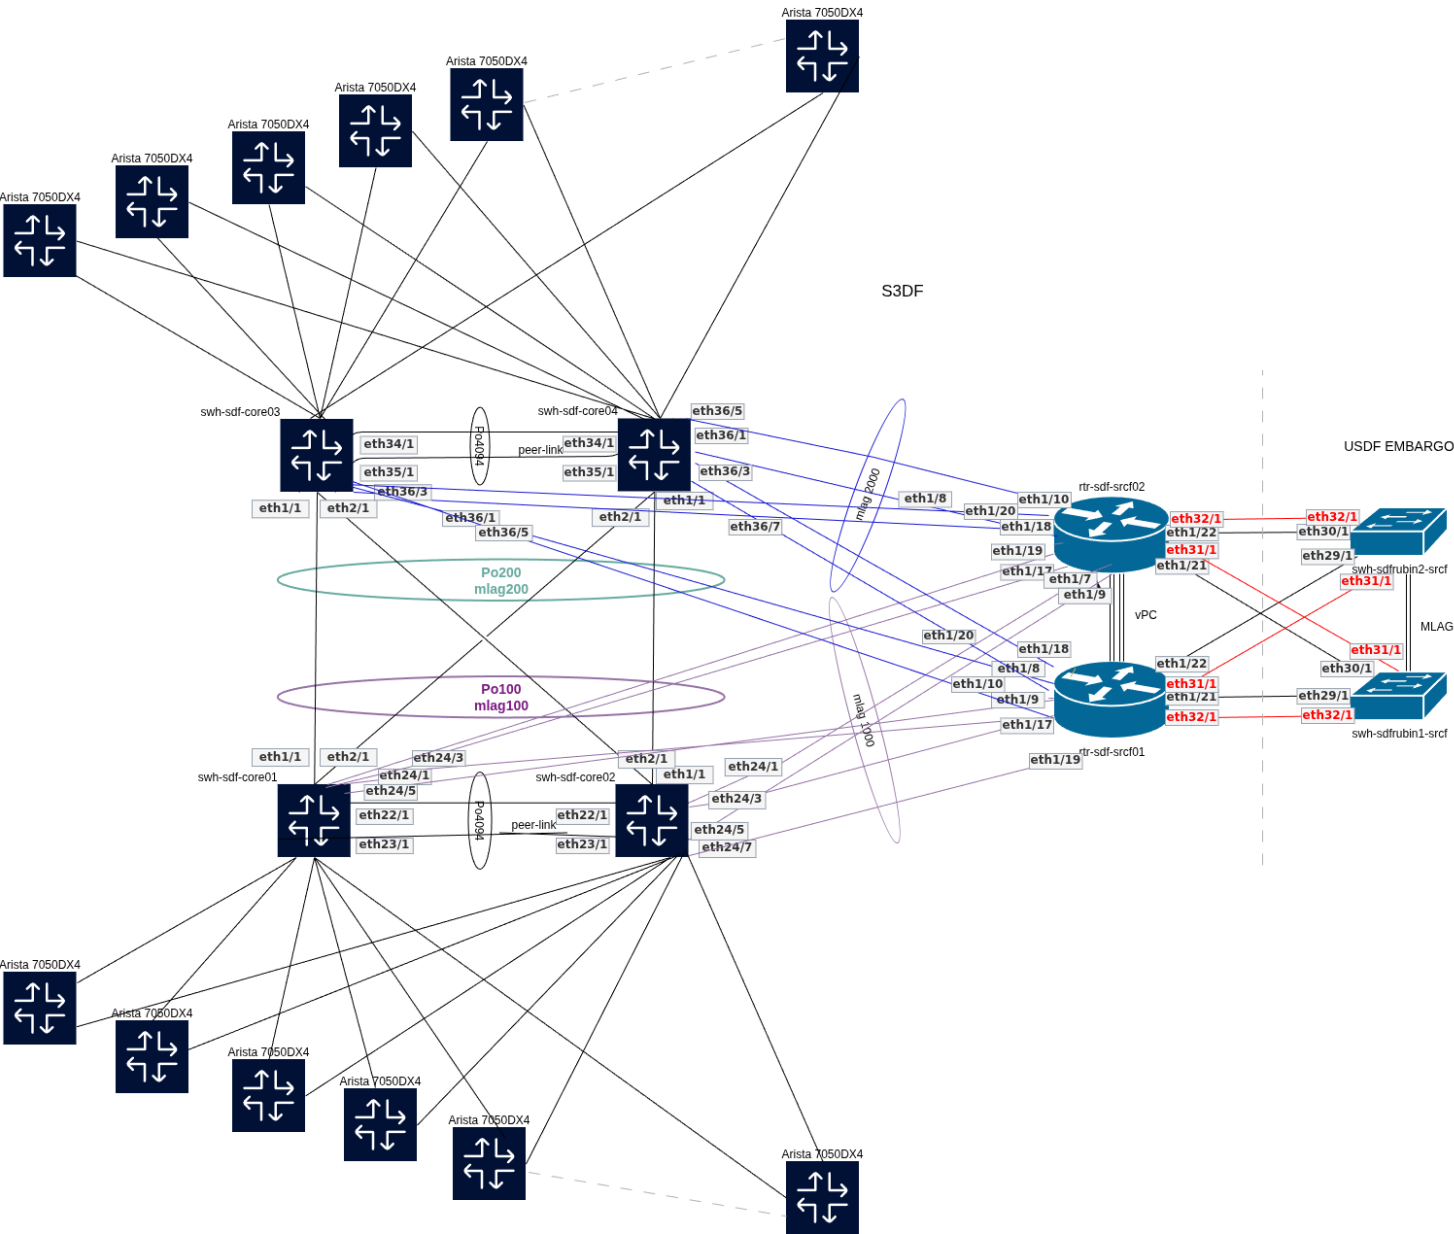 Arista 7050DX4
Arista 7050DX4
Arista 7050DX4
Arista 7050DX4
Arista 7050DX4
Arista 7050DX4
S3DF
swh-sdf-core03
swh-sdf-core04
eth36/5
eth36/1
eth34/1
Po4094
eth34/1
peer-link
eth35/1
eth35/1
eth36/3
eth36/3
eth1/1
eth2/1
eth36/1
eth36/5
eth2/1
eth1/1
eth36/7
mlag 2000
USDF EMBARGO
rtr-sdf-srcf02
eth1/8
eth1/10
eth1/20
eth1/18
eth1/19
eth1/17
eth1/7
eth1/9
eth32/1
eth1/22
eth31/1
eth1/21
eth32/1
eth30/1
eth29/1
swh-sdfrubin2-srcf
eth31/1
vPC
MLAG
Po200
mlag200
Po100
mlag100
eth1/20
eth1/18
eth1/8
eth1/10
eth1/9
eth1/17
eth1/19
mlag 1000
eth1/22
eth31/1
eth1/21
eth32/1
eth31/1
eth30/1
eth29/1
eth32/1
swh-sdfrubin1-srcf
rtr-sdf-srcf01
eth1/1
eth2/1
eth24/3
swh-sdf-core01
eth24/1
eth24/5
eth2/1
swh-sdf-core02
eth1/1
eth24/1
eth24/3
eth22/1
Po4094
eth22/1
peer-link
eth23/1
eth23/1
eth24/5
eth24/7
Arista 7050DX4
Arista 7050DX4
Arista 7050DX4
Arista 7050DX4
Arista 7050DX4
Arista 7050DX4